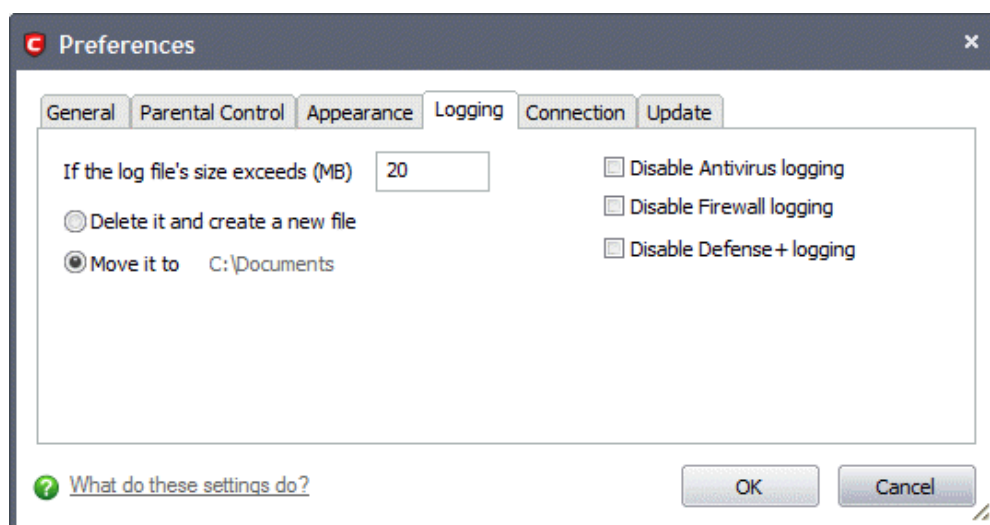 Preferences
General Parental Control Appearance Logging Connection Update
If the log file's size exceeds (MB) 20
Delete it and create a new file
Move it to C:\Documents
Disable Antivirus logging
Disable Firewall logging
Disable Defense+ logging
What do these settings do?
OK Cancel